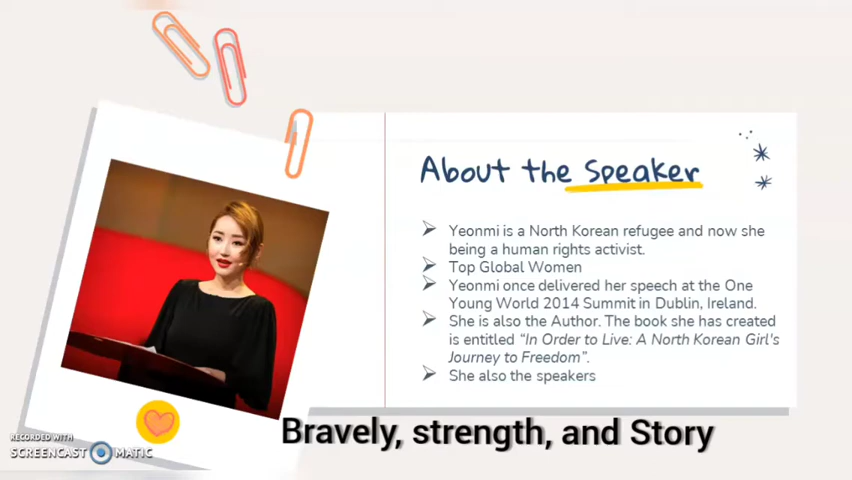 About the Speaker
Yeonmi is a North Korean refugee and now she
being a human rights activist.
Top Global Women
Yeonmi once delivered her speech at the One
Young World 2014 Summit in Dublin, Ireland.
She is also the Author. The book she has created
is entitled “In Order to Live: A North Korean Girl's
Journey to Freedom”.
She also the speakers
Bravely, strength, and Story
RECORDED WITH
SCREENCAST MATIC